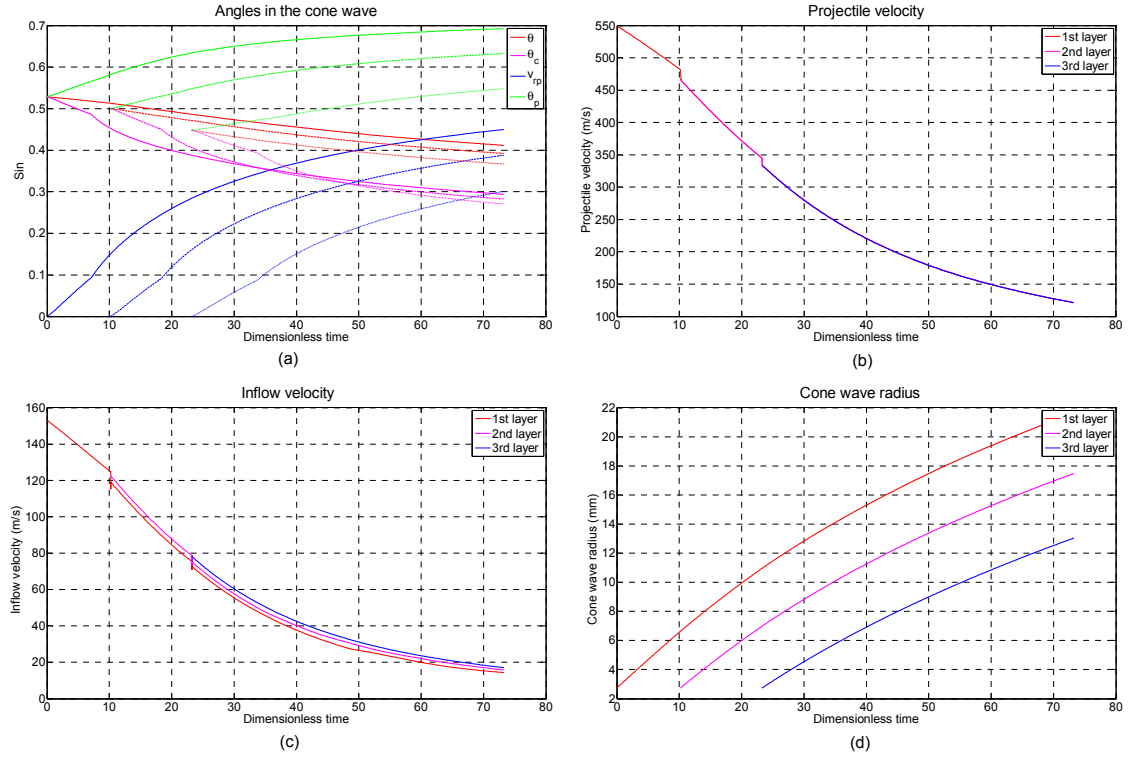 Angles in the cone wave
0.7
0.6
0.5
0.4
0.3
0.2
0.1
0
Sin
θ
θc
vrp
θp
0 10 20 30 40 50 60 70 80
Dimensionless time
(a)
Projectile velocity
550
500
450
400
350
300
250
200
150
100
Projectile velocity (m/s)
1st layer
2nd layer
3rd layer
0 10 20 30 40 50 60 70 80
Dimensionless time
(b)
Inflow velocity
160
140
120
100
80
60
40
20
0
Inflow velocity (m/s)
1st layer
2nd layer
3rd layer
0 10 20 30 40 50 60 70 80
Dimensionless time
(c)
Cone wave radius
22
20
18
16
14
12
10
8
6
4
2
Cone wave radius (mm)
1st layer
2nd layer
3rd layer
0 10 20 30 40 50 60 70 80
Dimensionless time
(d)